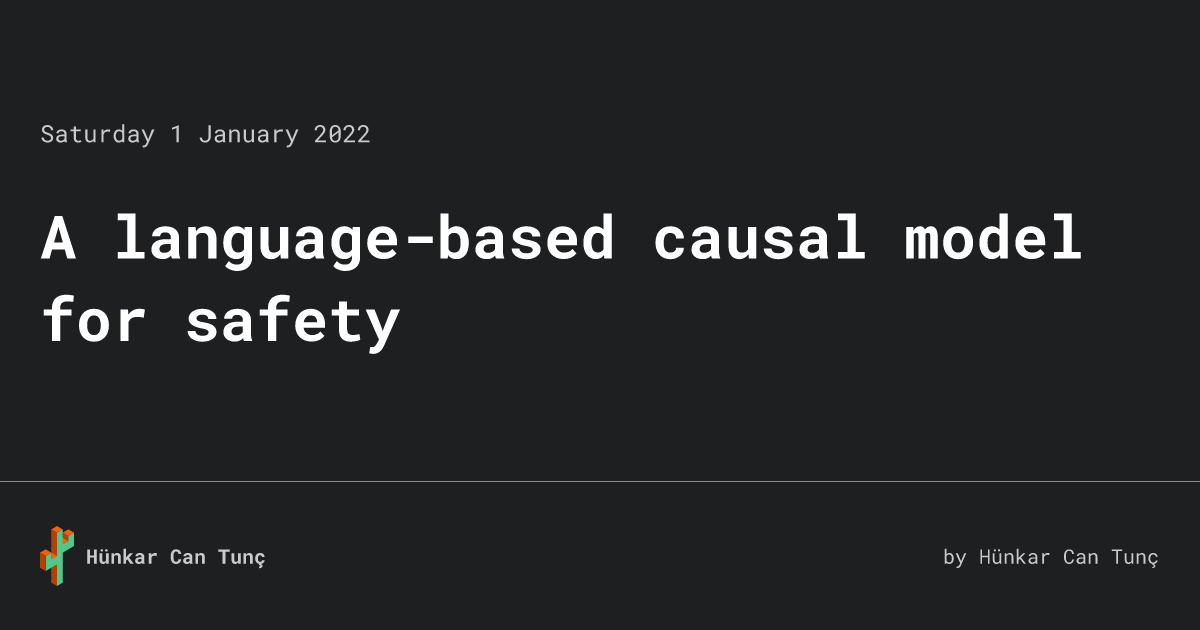 Saturday 1 January 2022
A language-based causal model
for safety
Hünkar Can Tunç
by Hünkar Can Tunç